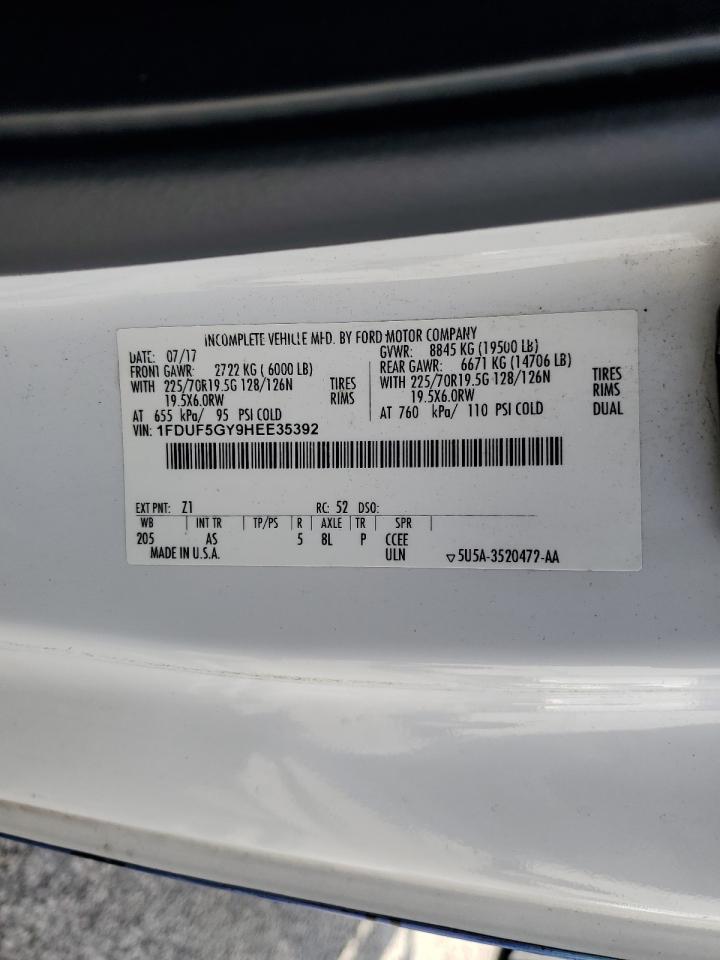 INCOMPLETE VEHICLE MFD. BY FORD MOTOR COMPANY
DATE: 07/17 GVWR: 8845 KG (19500 LB)
FRONT GAWR: 2722 KG ( 6000 LB) REAR GAWR: 6671 KG (14706 LB)
WITH 225/70R19.5G 128/126N TIRES WITH 225/70R19.5G 128/126N TIRES
19.5X6.0RW RIMS 19.5X6.0RW RIMS
AT 655 kPa/ 95 PSI COLD AT 760 kPa/ 110 PSI COLD DUAL
VIN: 1FDUF5GY9HEE35392
EXT PNT: Z1 RC: 52 DSO:
WB INT TR TP/PS R AXLE TR SPR
205 AS 5 8L P CCEE
MADE IN U.S.A. ULN ▽5U5A-3520472-AA